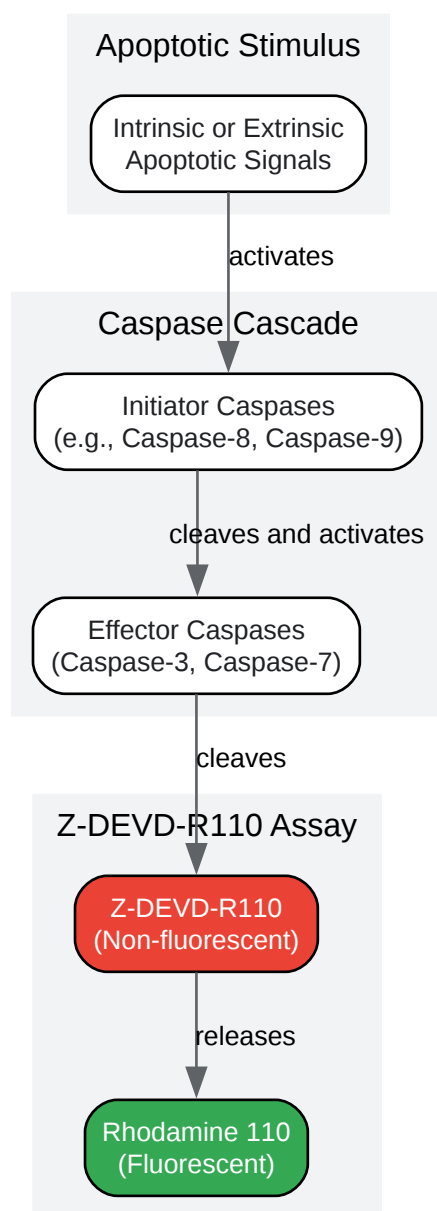 Apoptotic Stimulus
Intrinsic or Extrinsic
Apoptotic Signals
activates
Caspase Cascade
Initiator Caspases
(e.g., Caspase-8, Caspase-9)
cleaves and activates
Effector Caspases
(Caspase-3, Caspase-7)
cleaves
Z-DEVD-R110 Assay
Z-DEVD-R110
(Non-fluorescent)
releases
Rhodamine 110
(Fluorescent)